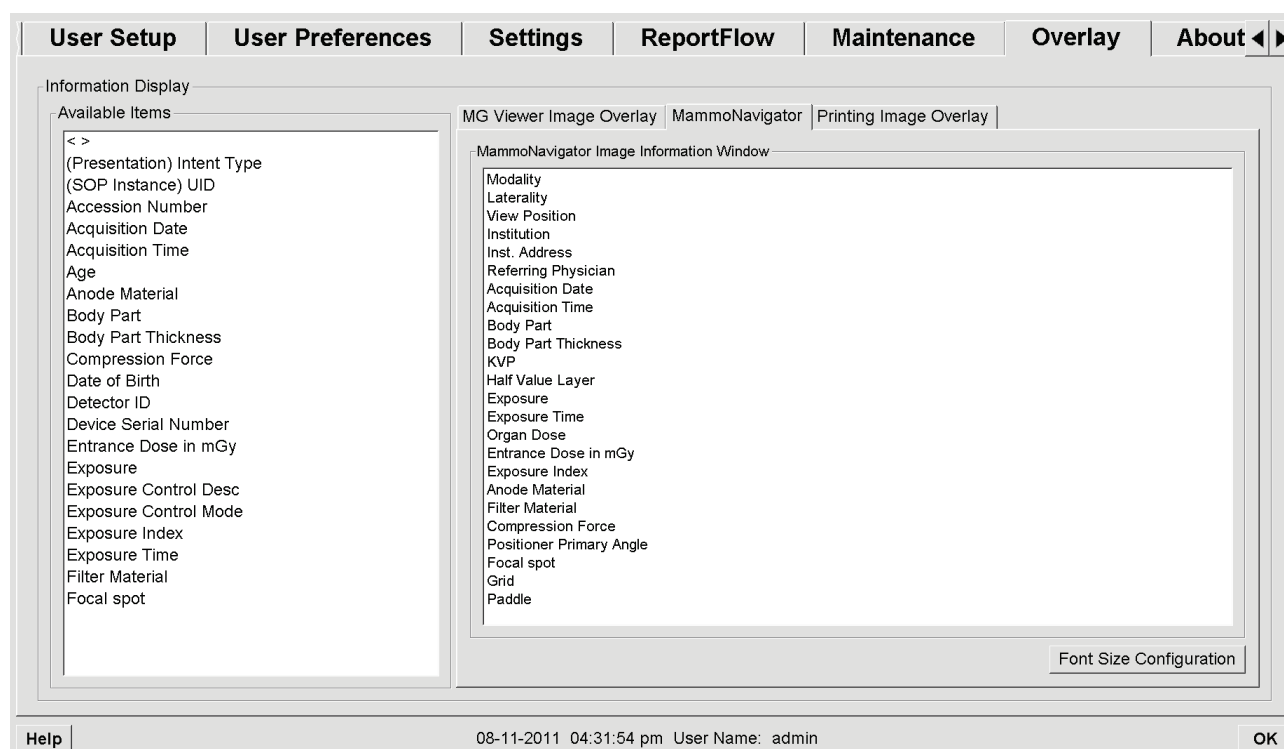 User Setup User Preferences Settings ReportFlow Maintenance Overlay About
Information Display
Available Items
< >
(Presentation) Intent Type
(SOP Instance) UID
Accession Number
Acquisition Date
Acquisition Time
Age
Anode Material
Body Part
Body Part Thickness
Compression Force
Date of Birth
Detector ID
Device Serial Number
Entrance Dose in mGy
Exposure
Exposure Control Desc
Exposure Control Mode
Exposure Index
Exposure Time
Filter Material
Focal spot
MG Viewer Image Overlay MammoNavigator Printing Image Overlay
MammoNavigator Image Information Window
Modality
Laterality
View Position
Institution
Inst. Address
Referring Physician
Acquisition Date
Acquisition Time
Body Part
Body Part Thickness
KVP
Half Value Layer
Exposure
Exposure Time
Organ Dose
Entrance Dose in mGy
Exposure Index
Anode Material
Filter Material
Compression Force
Positioner Primary Angle
Focal spot
Grid
Paddle
Font Size Configuration
Help 08-11-2011 04:31:54 pm User Name: admin OK